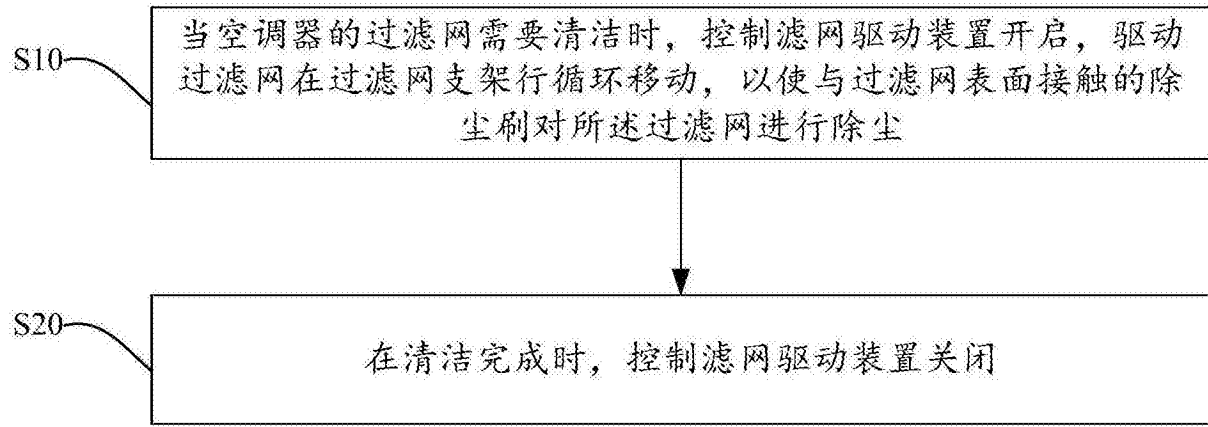 S10
当空调器的过滤网需要清洁时，控制滤网驱动装置开启，驱动
过滤网在过滤网支架行循环移动，以使与过滤网表面接触的除
尘刷对所述过滤网进行除尘
S20
在清洁完成时，控制滤网驱动装置关闭